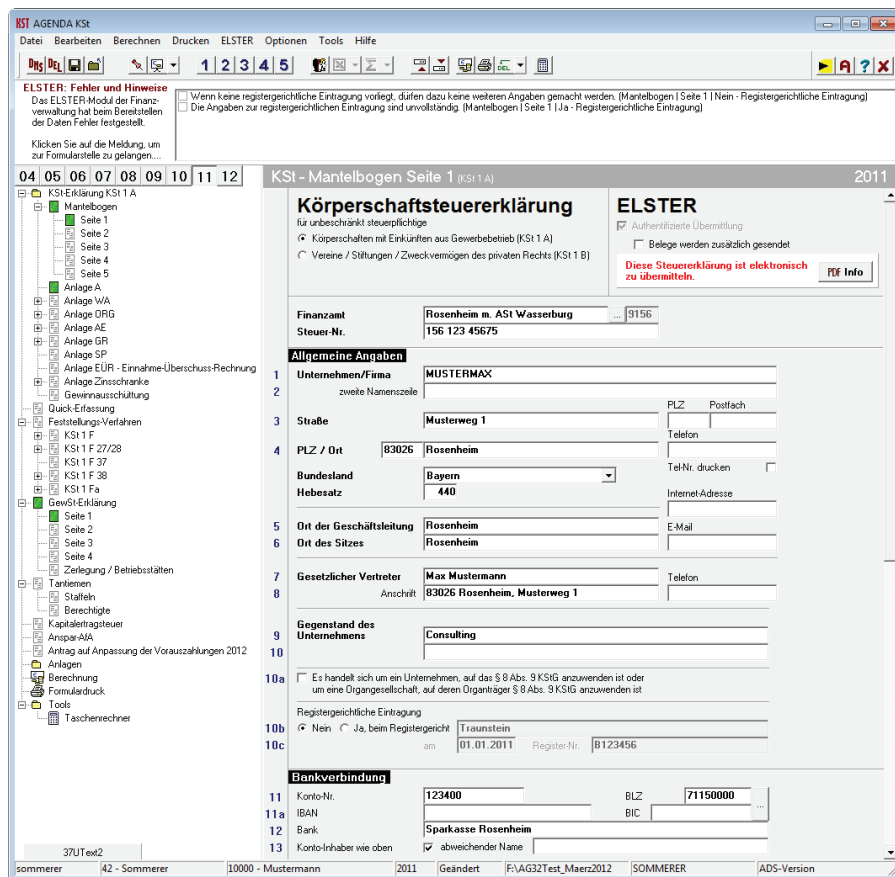 KST AGENDA KSt
Datei Bearbeiten Berechnen Drucken ELSTER Optionen Tools Hilfe
DHS DEL 1 2 3 4 5 Σ DEL A ? X
ELSTER: Fehler und Hinweise
Das ELSTER-Modul der Finanz-
verwaltung hat beim Bereitstellen
der Daten Fehler festgestellt.
Klicken Sie auf die Meldung, um
zur Formularstelle zu gelangen....
Wenn keine registergerichtliche Eintragung vorliegt, dürfen dazu keine weiteren Angaben gemacht werden. (Mantelbogen | Seite 1 | Nein - Registergerichtliche Eintragung)
Die Angaben zur registergerichtlichen Eintragung sind unvollständig. (Mantelbogen | Seite 1 | Ja - Registergerichtliche Eintragung)
04 05 06 07 08 09 10 11 12
KSt-Erklärung KSt 1 A
Mantelbogen
Seite 1
Seite 2
Seite 3
Seite 4
Seite 5
Anlage A
Anlage WA
Anlage ORG
Anlage AE
Anlage GR
Anlage SP
Anlage EÜR - Einnahme-Überschuss-Rechnung
Anlage Zinsschranke
Gewinnausschüttung
Quick-Erfassung
Feststellungs-Verfahren
KSt 1 F
KSt 1 F 27/28
KSt 1 F 37
KSt 1 F 38
KSt 1 Fa
GewSt-Erklärung
Seite 1
Seite 2
Seite 3
Seite 4
Zerlegung / Betriebsstätten
Tantiemen
Staffeln
Berechtigte
Kapitalertragsteuer
Anspar-AfA
Antrag auf Anpassung der Vorauszahlungen 2012
Anlagen
Berechnung
Formulardruck
Tools
Taschenrechner
37UText2
KSt - Mantelbogen Seite 1 (KSt 1 A) 2011
Körperschaftsteuererklärung
für unbeschränkt steuerpflichtige
Körperschaften mit Einkünften aus Gewerbebetrieb (KSt 1 A)
Vereine / Stiftungen / Zweckvermögen des privaten Rechts (KSt 1 B)
ELSTER
Authentifizierte Übermittlung
Belege werden zusätzlich gesendet
Diese Steuererklärung ist elektronisch
zu übermitteln.
PDF Info
Finanzamt Rosenheim m. ASt Wasserburg ... 9156
Steuer-Nr. 156 123 45675
Allgemeine Angaben
1 Unternehmen/Firma MUSTERMAX
2 zweite Namenszeile
PLZ Postfach
3 Straße Musterweg 1
Telefon
4 PLZ / Ort 83026 Rosenheim
Tel-Nr. drucken
Bundesland Bayern
Hebesatz 440
Internet-Adresse
5 Ort der Geschäftsleitung Rosenheim E-Mail
6 Ort des Sitzes Rosenheim
7 Gesetzlicher Vertreter Max Mustermann Telefon
8 Anschrift 83026 Rosenheim, Musterweg 1
Gegenstand des
9 Unternehmens Consulting
10
10a Es handelt sich um ein Unternehmen, auf das § 8 Abs. 9 KStG anzuwenden ist oder
um eine Organgesellschaft, auf deren Organträger § 8 Abs. 9 KStG anzuwenden ist
Registergerichtliche Eintragung
10b Nein Ja, beim Registergericht Traunstein
10c am 01.01.2011 Register-Nr. B123456
Bankverbindung
11 Konto-Nr. 123400 BLZ 71150000
11a IBAN BIC ...
12 Bank Sparkasse Rosenheim
13 Konto-Inhaber wie oben abweichender Name
sommerer 42 - Sommerer 10000 - Mustermann 2011 Geändert F:\AG32Test_Maerz2012 SOMMERER ADS-Version